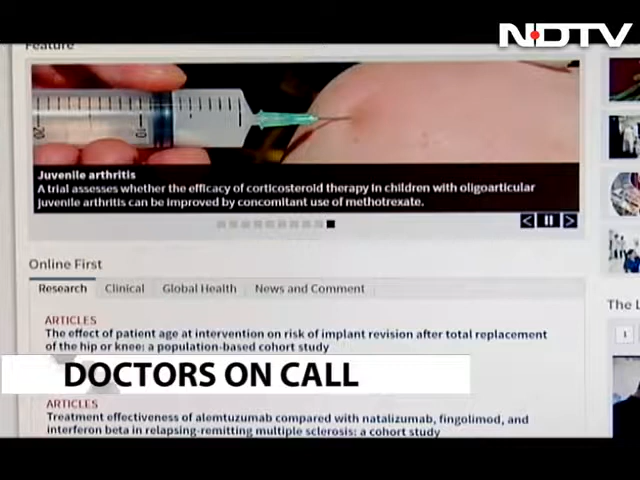 NDTV
Feature
20
10
Juvenile arthritis
A trial assesses whether the efficacy of corticosteroid therapy in children with oligoarticular
juvenile arthritis can be improved by concomitant use of methotrexate.
Online First
Research Clinical Global Health News and Comment
The L
1
ARTICLES
The effect of patient age at intervention on risk of implant revision after total replacement
of the hip or knee: a population-based cohort study
DOCTORS ON CALL
ARTICLES
Treatment effectiveness of alemtuzumab compared with natalizumab, fingolimod, and
interferon beta in relapsing-remitting multiple sclerosis: a cohort study